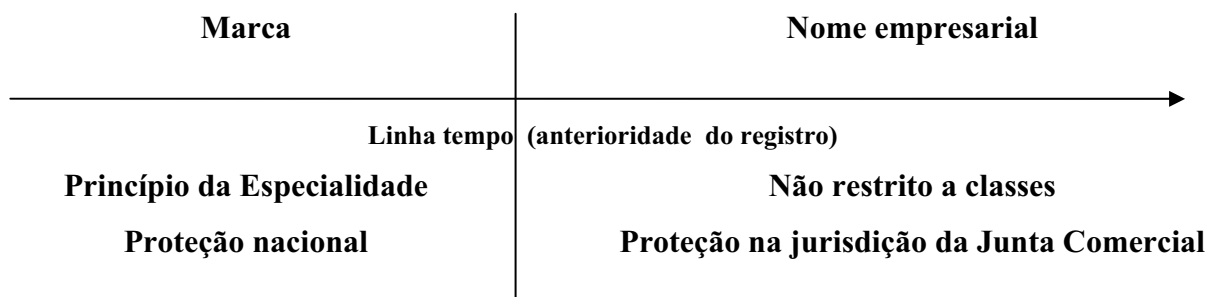 Marca Nome empresarial
Linha tempo (anterioridade do registro)
Princípio da Especialidade Não restrito a classes
Proteção nacional Proteção na jurisdição da Junta Comercial